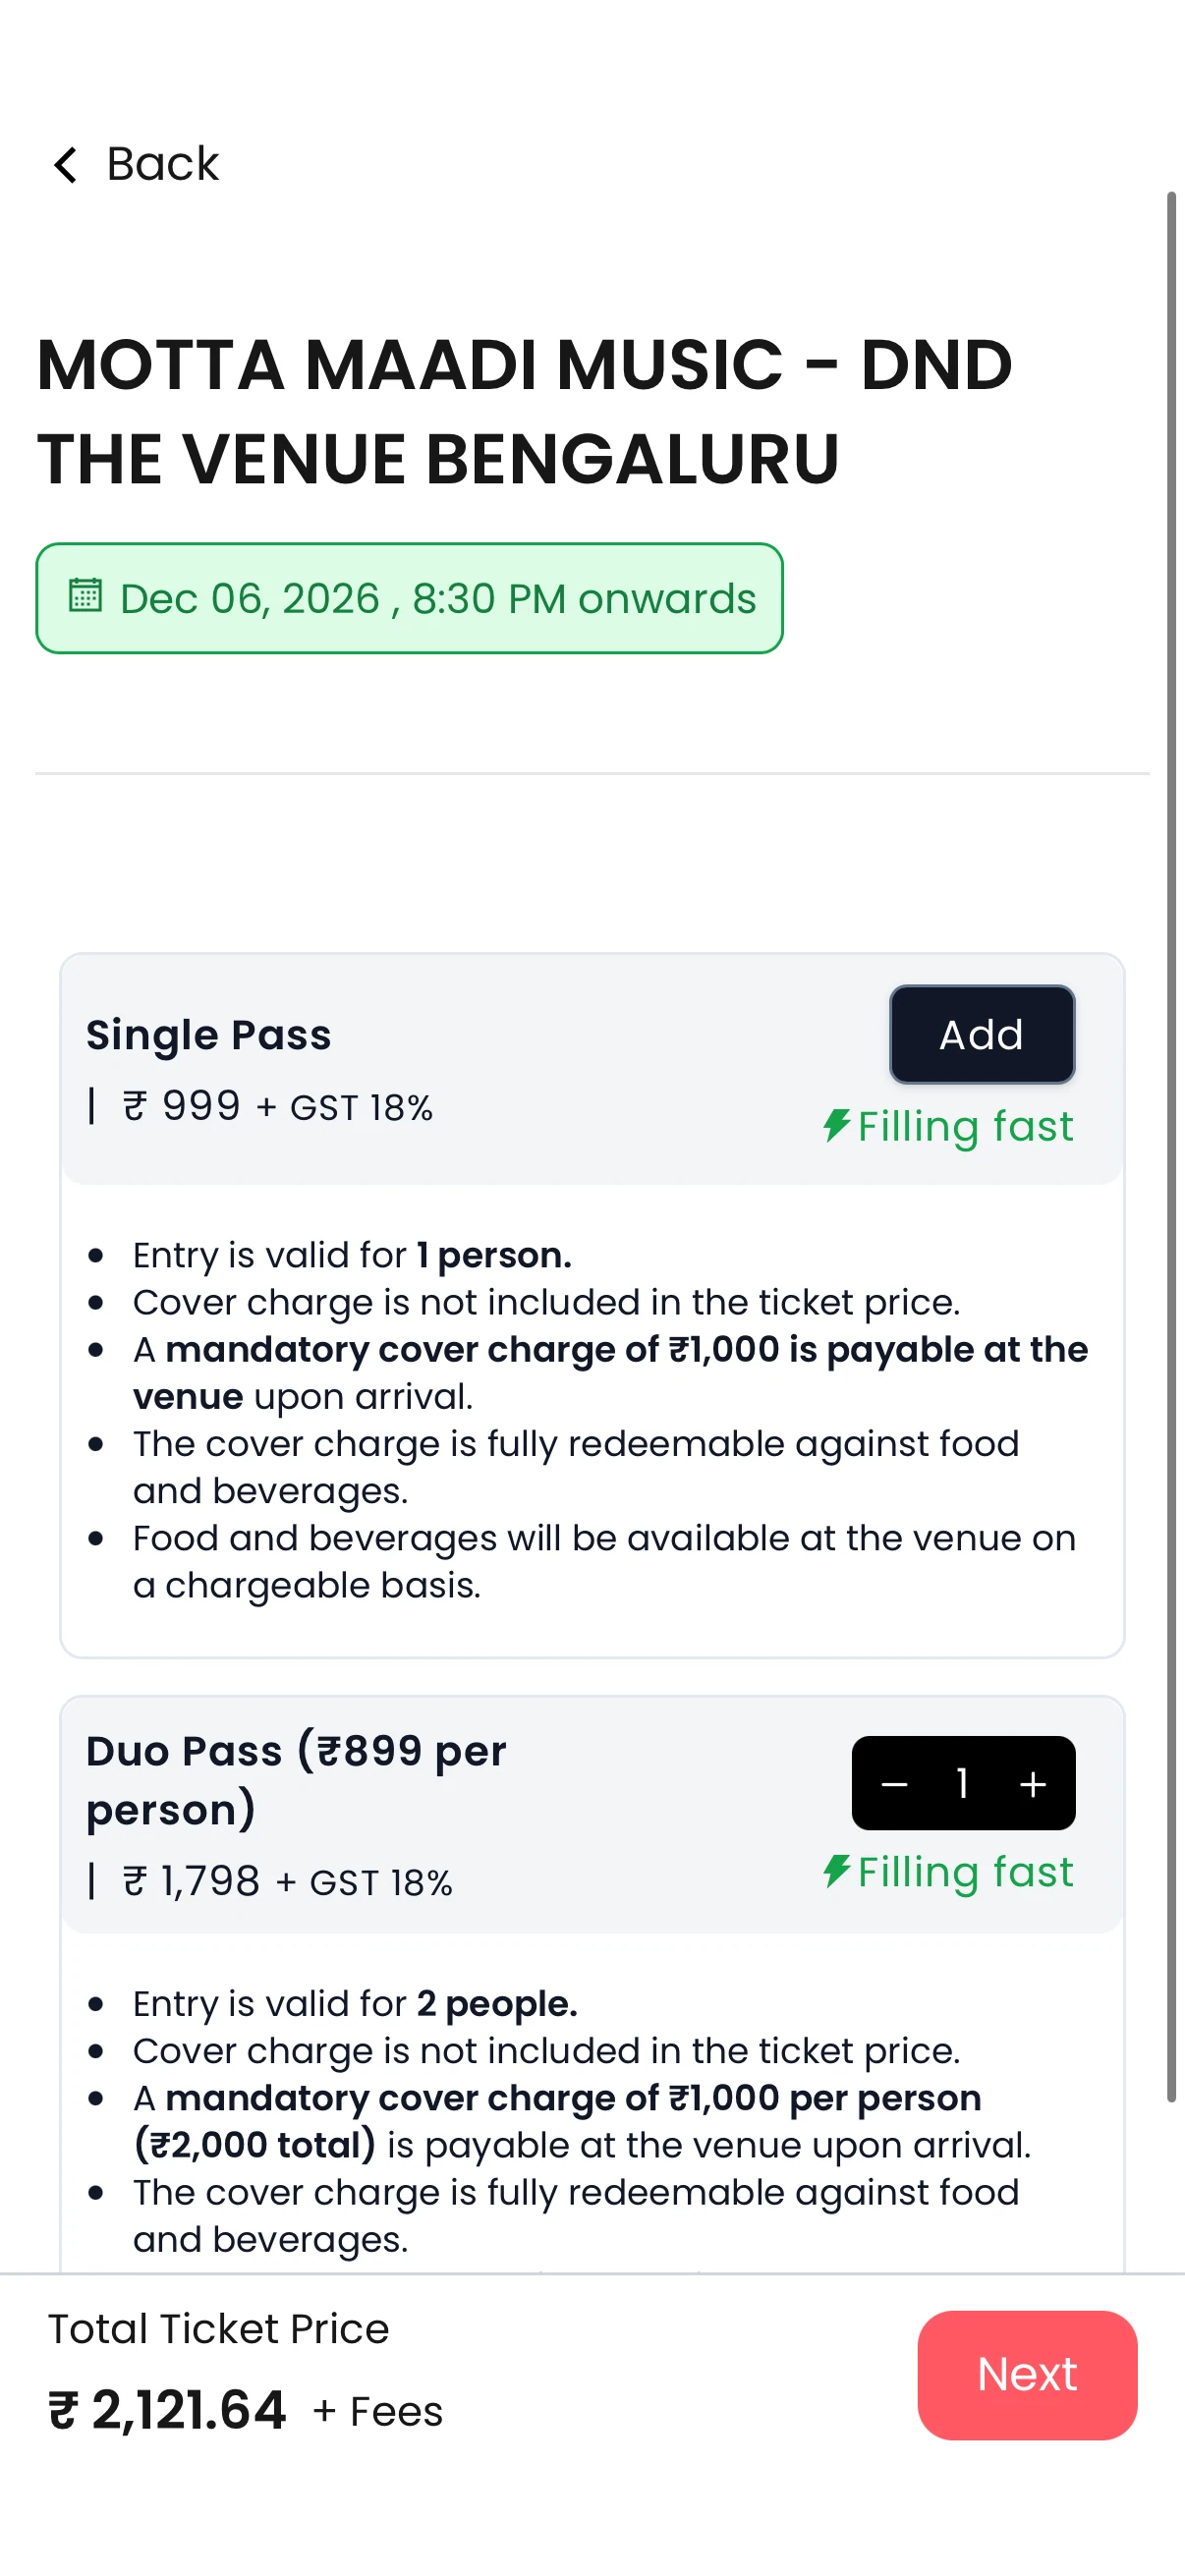 Back
MOTTA MAADI MUSIC - DND
THE VENUE BENGALURU
Dec 06, 2026 , 8:30 PM onwards
Single Pass
Add
| ₹ 999 + GST 18%
Filling fast
Entry is valid for 1 person.
Cover charge is not included in the ticket price.
A mandatory cover charge of ₹1,000 is payable at the
venue upon arrival.
The cover charge is fully redeemable against food
and beverages.
Food and beverages will be available at the venue on
a chargeable basis.
Duo Pass (₹899 per
person)
− 1 +
| ₹ 1,798 + GST 18%
Filling fast
Entry is valid for 2 people.
Cover charge is not included in the ticket price.
A mandatory cover charge of ₹1,000 per person
(₹2,000 total) is payable at the venue upon arrival.
The cover charge is fully redeemable against food
and beverages.
Total Ticket Price
₹ 2,121.64 + Fees
Next